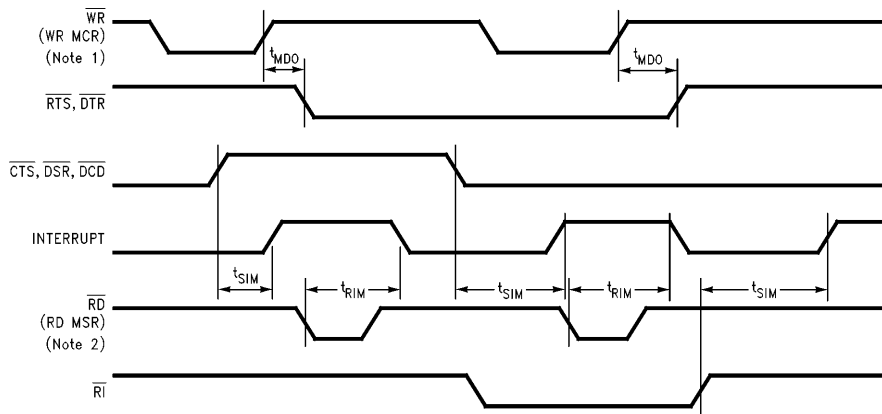 WR
(WR MCR)
(Note 1)
tMDO
tMDO
RTS, DTR
CTS, DSR, DCD
INTERRUPT
tSIM
tRIM
tSIM
tRIM
tSIM
RD
(RD MSR)
(Note 2)
RI